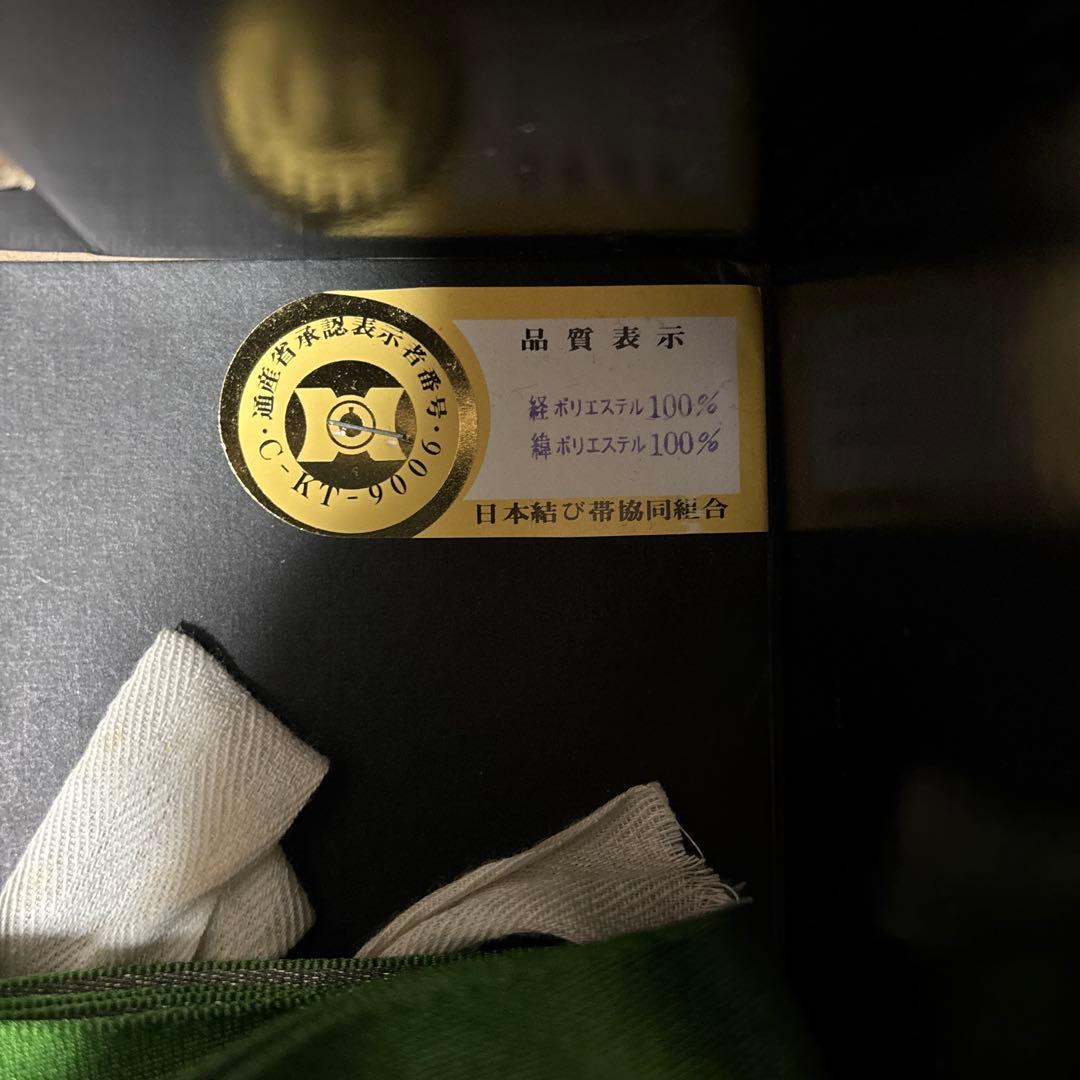 ・通産省承認表示者番号・
C-KT-9006
品質表示
経ポリエステル100%
緯ポリエステル100%
日本結び帯協同組合